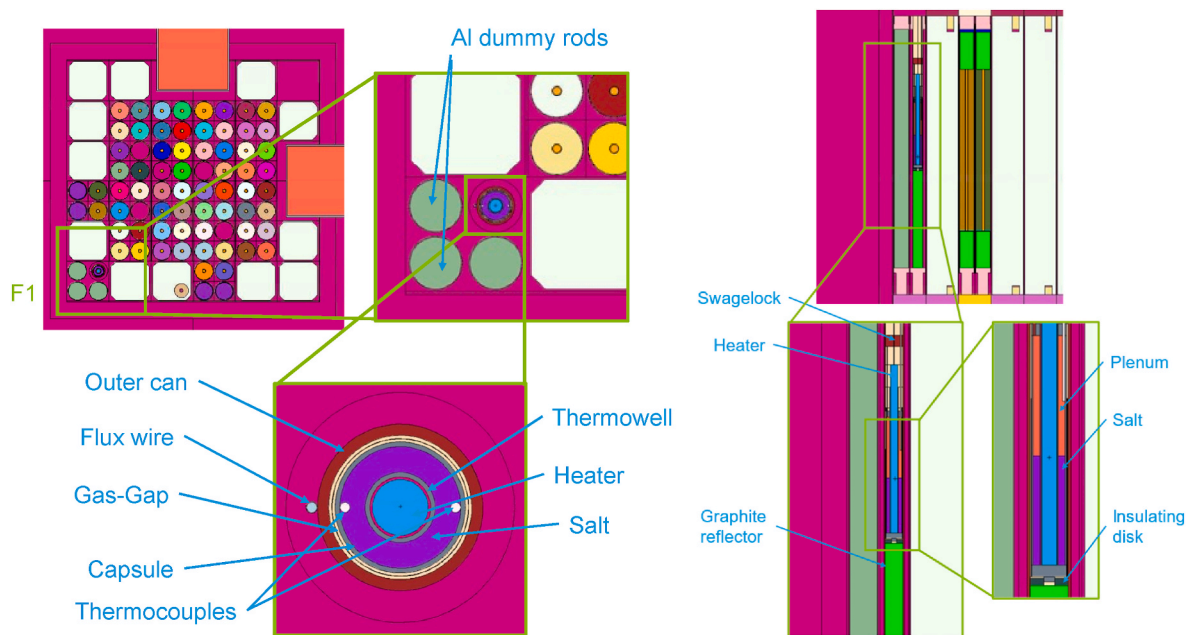 Al dummy rods
F1
Outer can
Flux wire
Gas-Gap
Capsule
Thermocouples
Thermowell
Heater
Salt
Swagelock
Heater
Graphite
reflector
Plenum
Salt
Insulating
disk